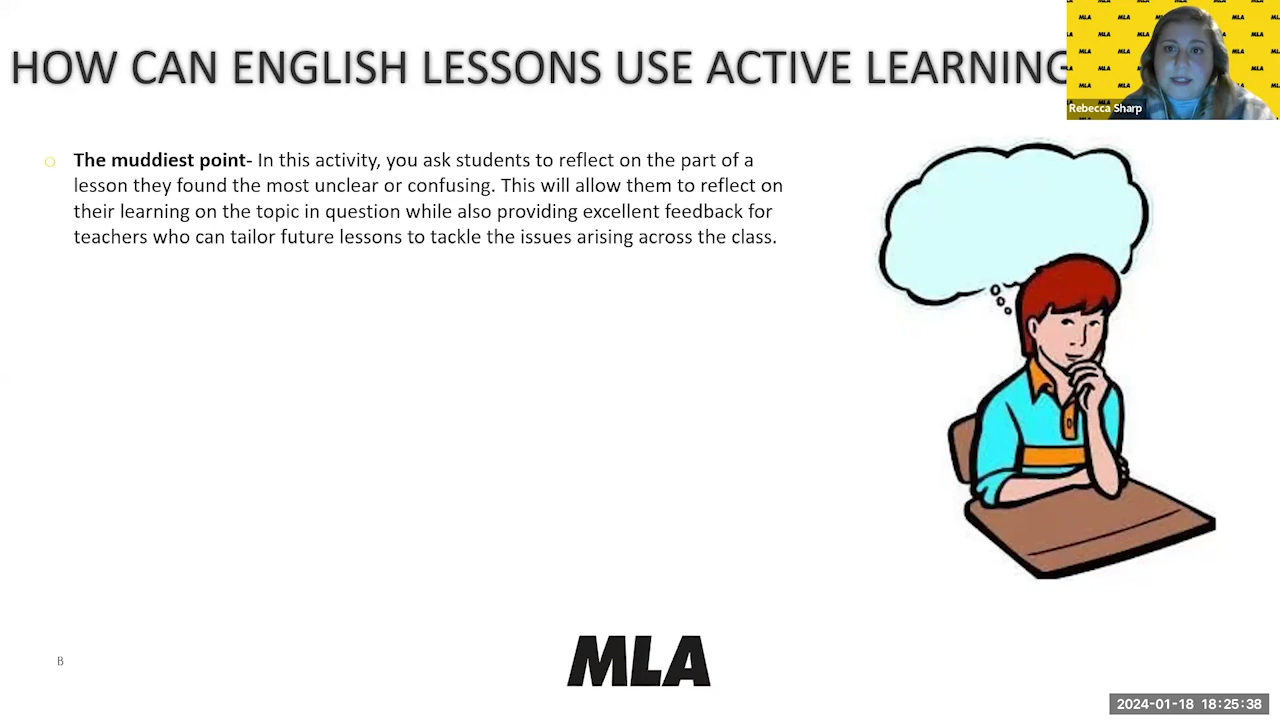 HOW CAN ENGLISH LESSONS USE ACTIVE LEARNING
Rebecca Sharp
The muddiest point- In this activity, you ask students to reflect on the part of a
lesson they found the most unclear or confusing. This will allow them to reflect on
their learning on the topic in question while also providing excellent feedback for
teachers who can tailor future lessons to tackle the issues arising across the class.
B
MLA
2024-01-18 18:25:38